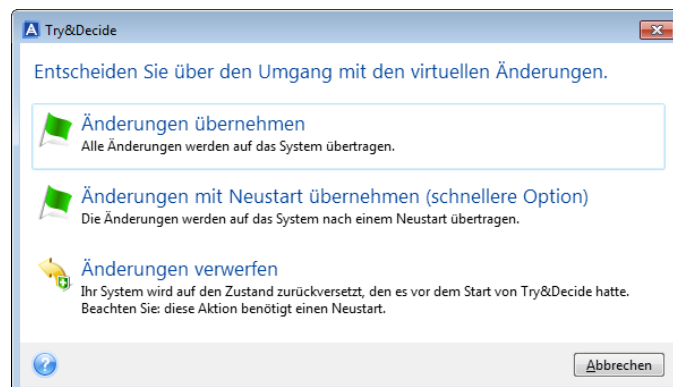 Try&Decide
Entscheiden Sie über den Umgang mit den virtuellen Änderungen.
Änderungen übernehmen
Alle Änderungen werden auf das System übertragen.
Änderungen mit Neustart übernehmen (schnellere Option)
Die Änderungen werden auf das System nach einem Neustart übertragen.
Änderungen verwerfen
Ihr System wird auf den Zustand zurückversetzt, den es vor dem Start von Try&Decide hatte.
Beachten Sie: diese Aktion benötigt einen Neustart.
Abbrechen